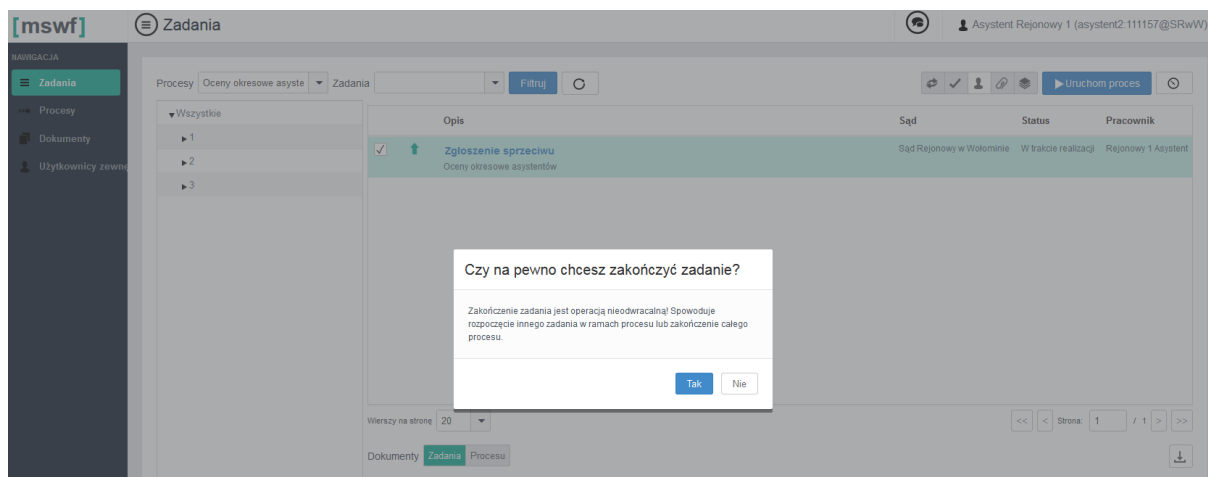 [mswf]
Zadania
Asystent Rejonowy 1 (asystent2.111157@SRwW)
NAWIGACJA
Zadania
Procesy
Dokumenty
Użytkownicy zewnę
Procesy Oceny okresowe asyste Zadania Filtruj Uruchom proces
Wszystkie
1
2
3
Opis Sąd Status Pracownik
Zgłoszenie sprzeciwu Sąd Rejonowy w Wołominie W trakcie realizacji Rejonowy 1 Asystent
Oceny okresowe asystentów
Czy na pewno chcesz zakończyć zadanie?
Zakończenie zadania jest operacją nieodwracalną! Spowoduje
rozpoczęcie innego zadania w ramach procesu lub zakończenie całego
procesu.
Tak Nie
Wierszy na stronę 20 << < Strona: 1 / 1 > >>
Dokumenty Zadania Procesu